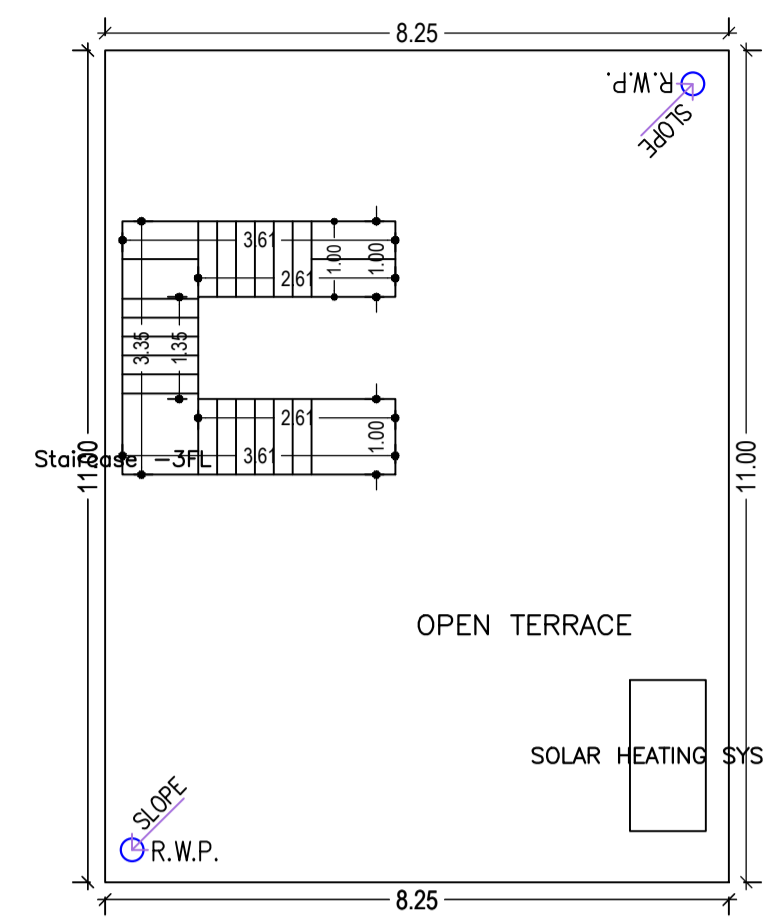 8.25
R.W.P.
SLOPE
3.61
1.00
1.00
2.61
3.35
1.35
2.61
1.00
3.61
Staircase -3FL
11.00
11.00
OPEN TERRACE
SOLAR HEATING SYS
SLOPE
R.W.P.
8.25